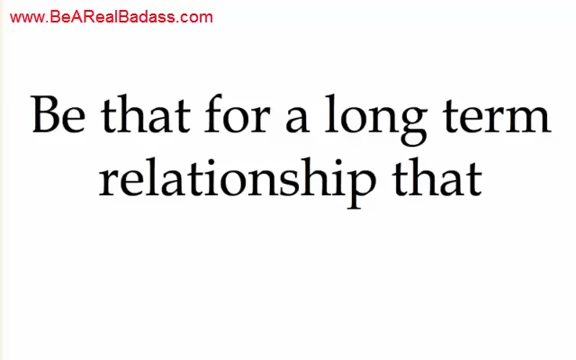 www.BeARealBadass.com
Be that for a long term
relationship that